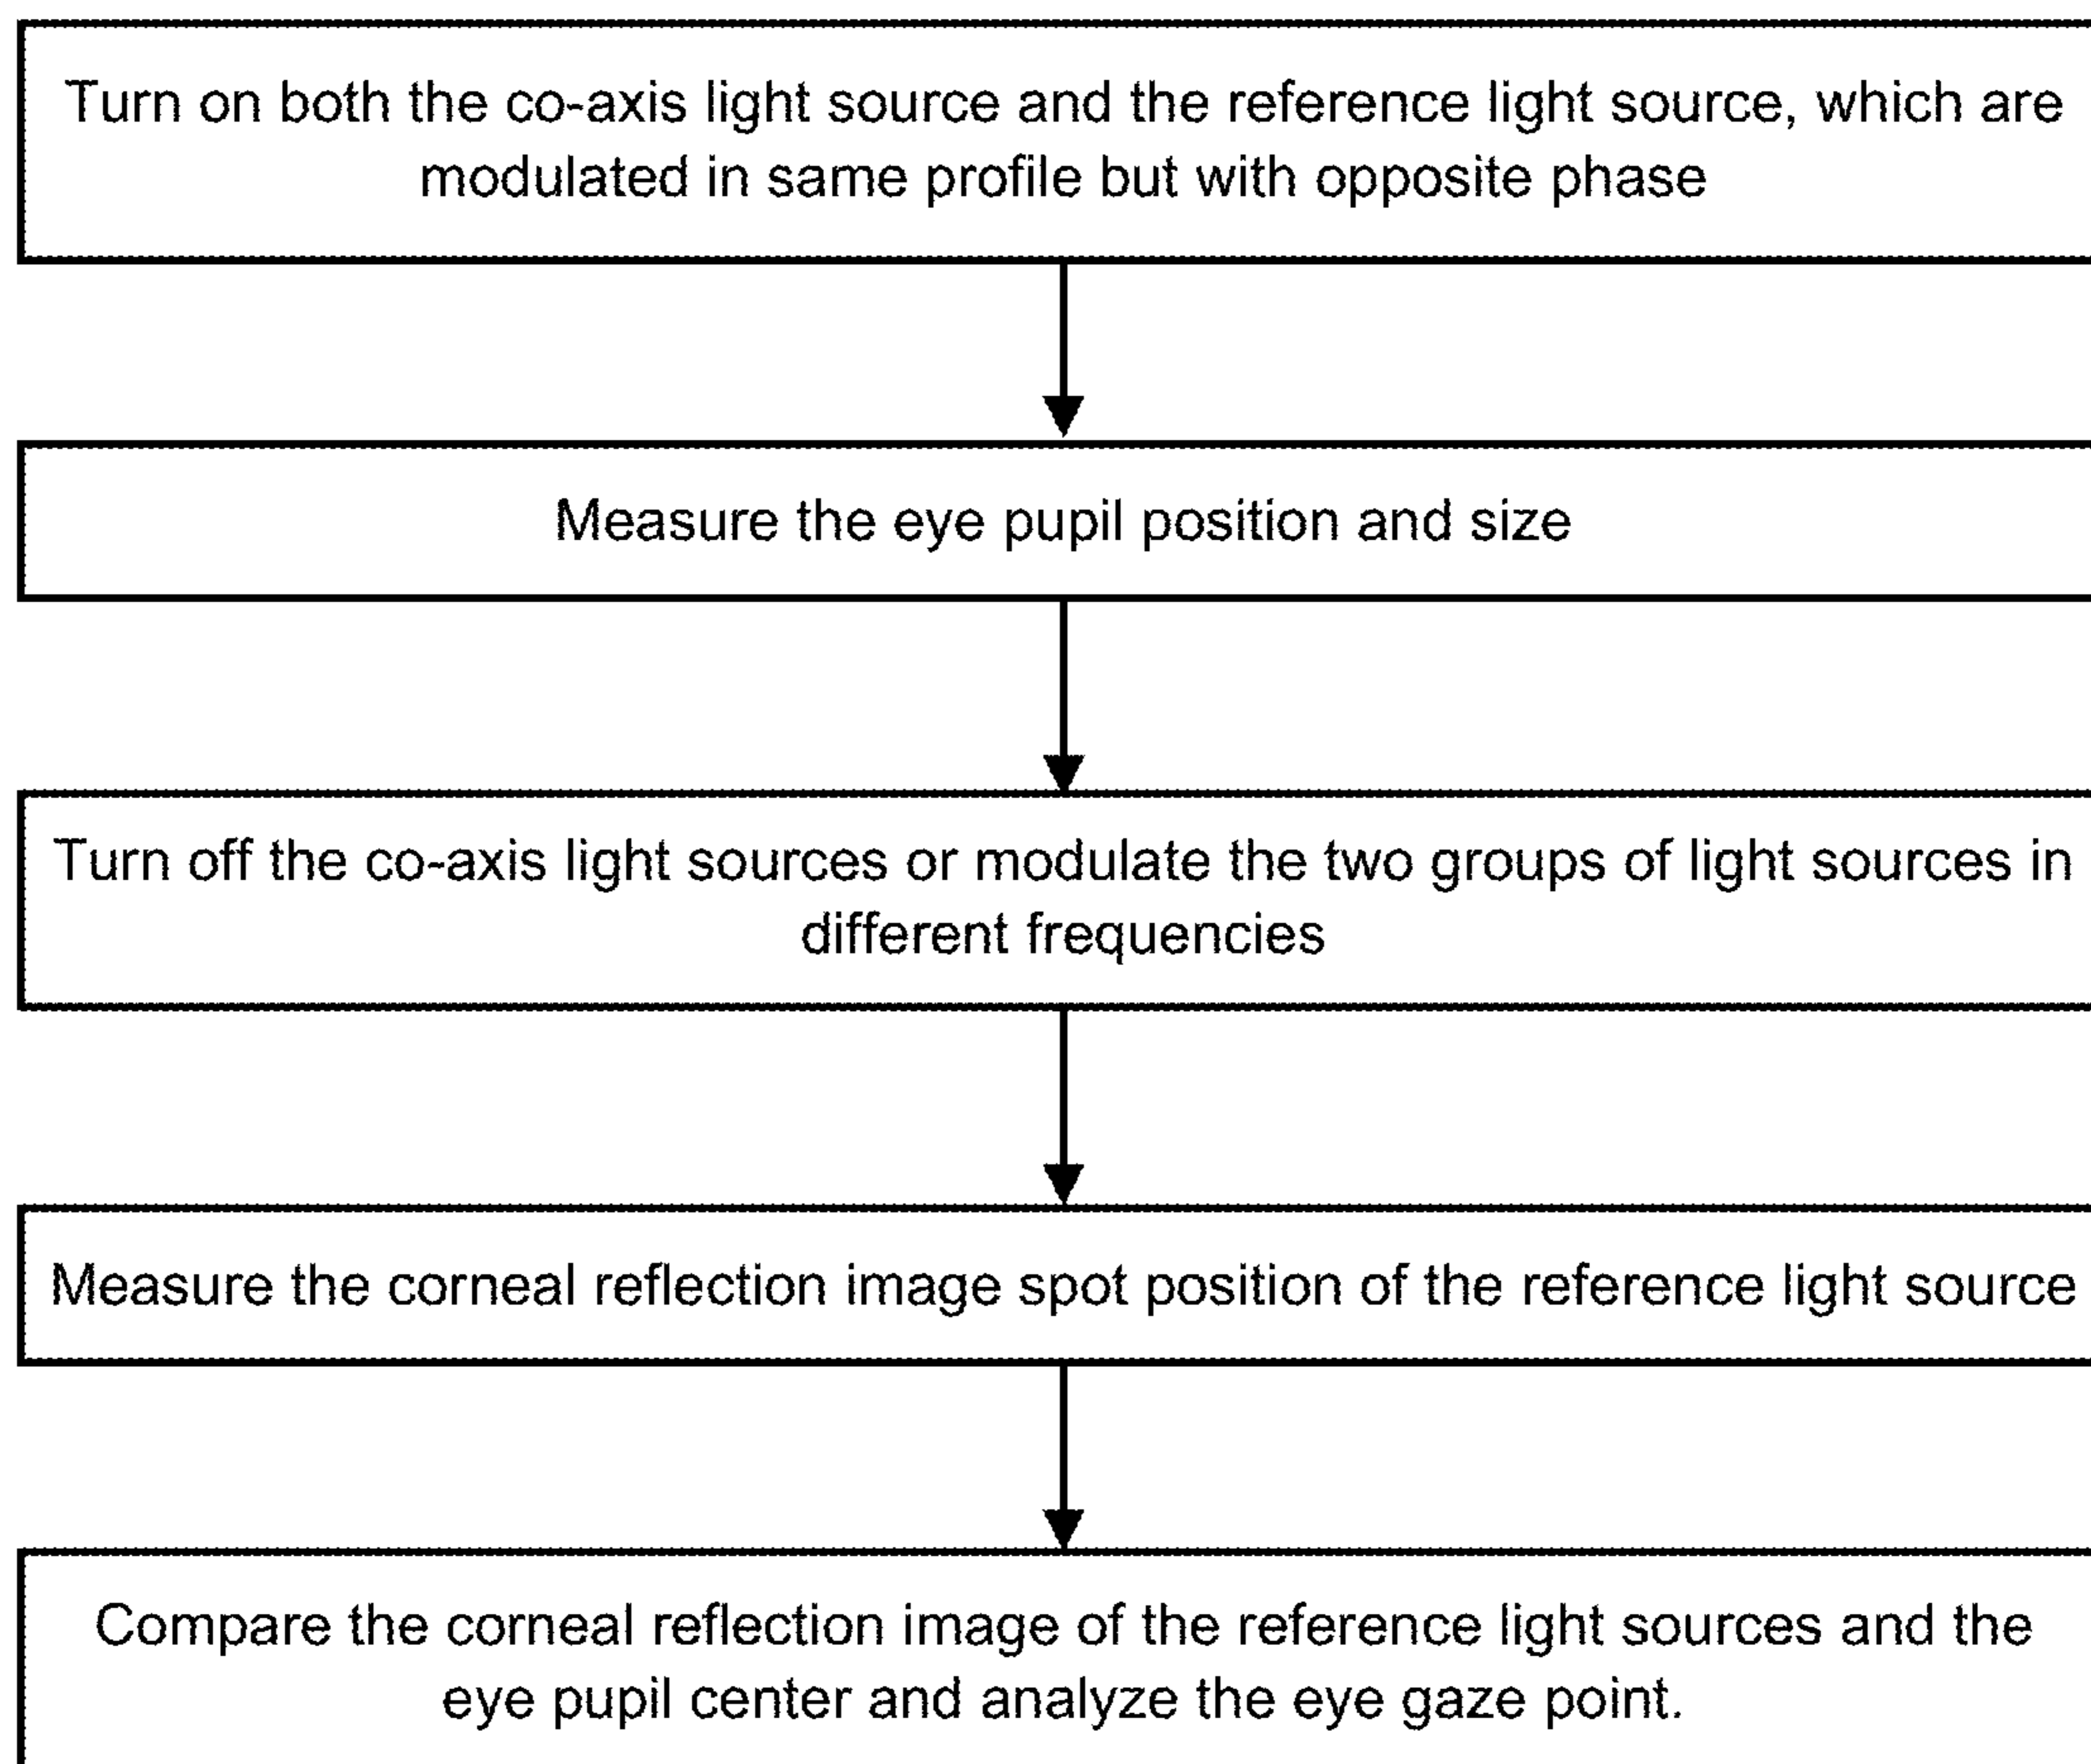 Turn on both the co-axis light source and the reference light source, which are
modulated in same profile but with opposite phase
Measure the eye pupil position and size
Turn off the co-axis light sources or modulate the two groups of light sources in
different frequencies
Measure the corneal reflection image spot position of the reference light source
Compare the corneal reflection image of the reference light sources and the
eye pupil center and analyze the eye gaze point.